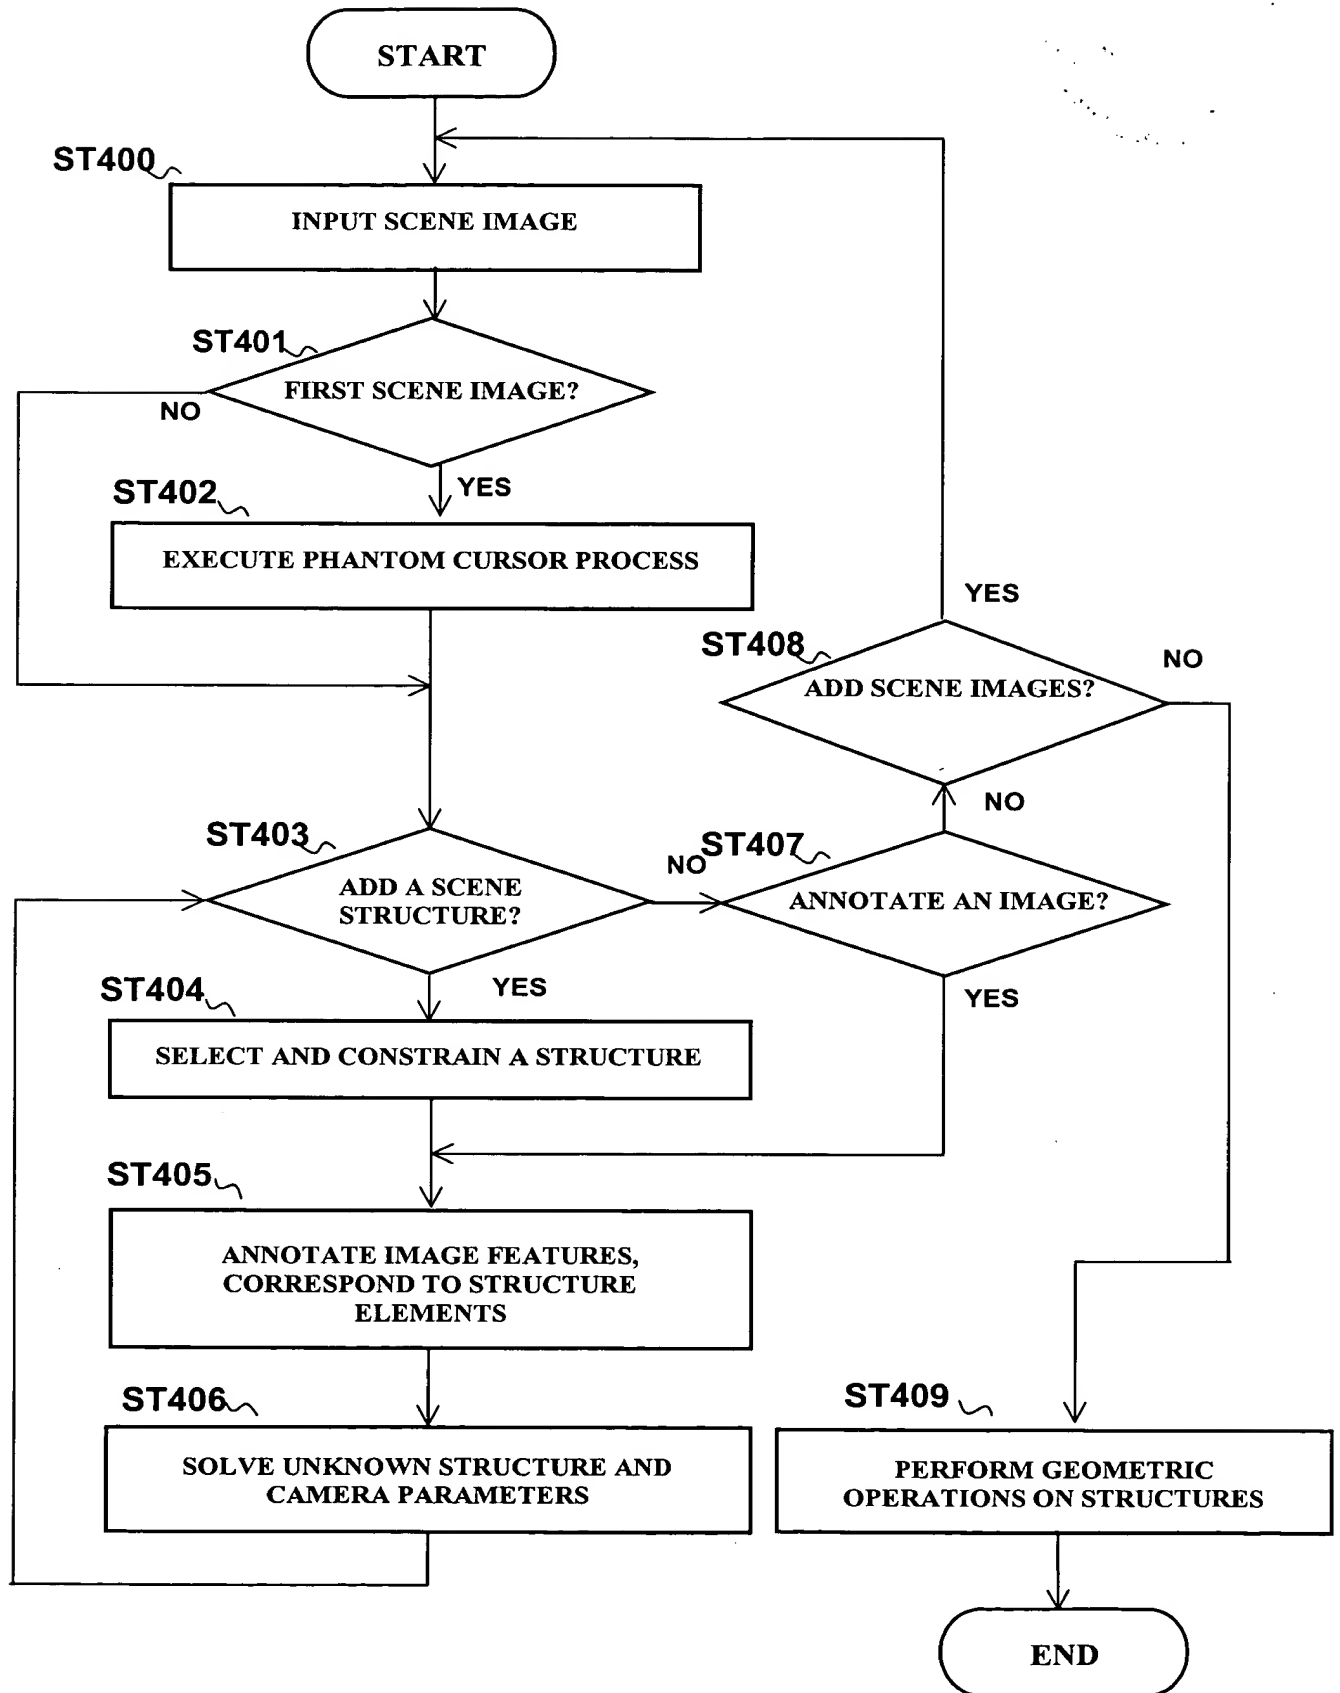 START
ST400
INPUT SCENE IMAGE
ST401
FIRST SCENE IMAGE?
NO
YES
ST402
EXECUTE PHANTOM CURSOR PROCESS
YES
ST408
NO
ADD SCENE IMAGES?
NO
ST403
ST407
NO
ADD A SCENE
STRUCTURE?
ANNOTATE AN IMAGE?
YES
YES
ST404
SELECT AND CONSTRAIN A STRUCTURE
ST405
ANNOTATE IMAGE FEATURES,
CORRESPOND TO STRUCTURE
ELEMENTS
ST406
SOLVE UNKNOWN STRUCTURE AND
CAMERA PARAMETERS
ST409
PERFORM GEOMETRIC
OPERATIONS ON STRUCTURES
END